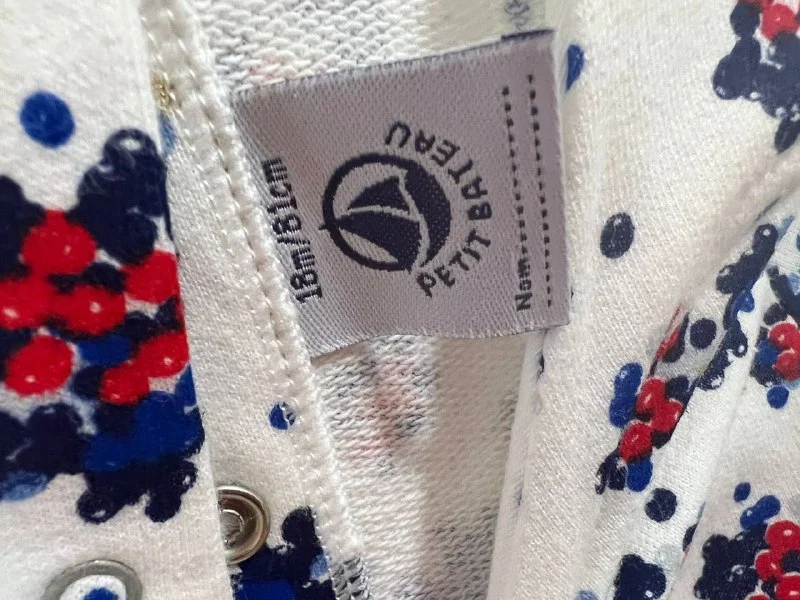 PETIT BATEAU
18m/81cm
Nom..............
..................